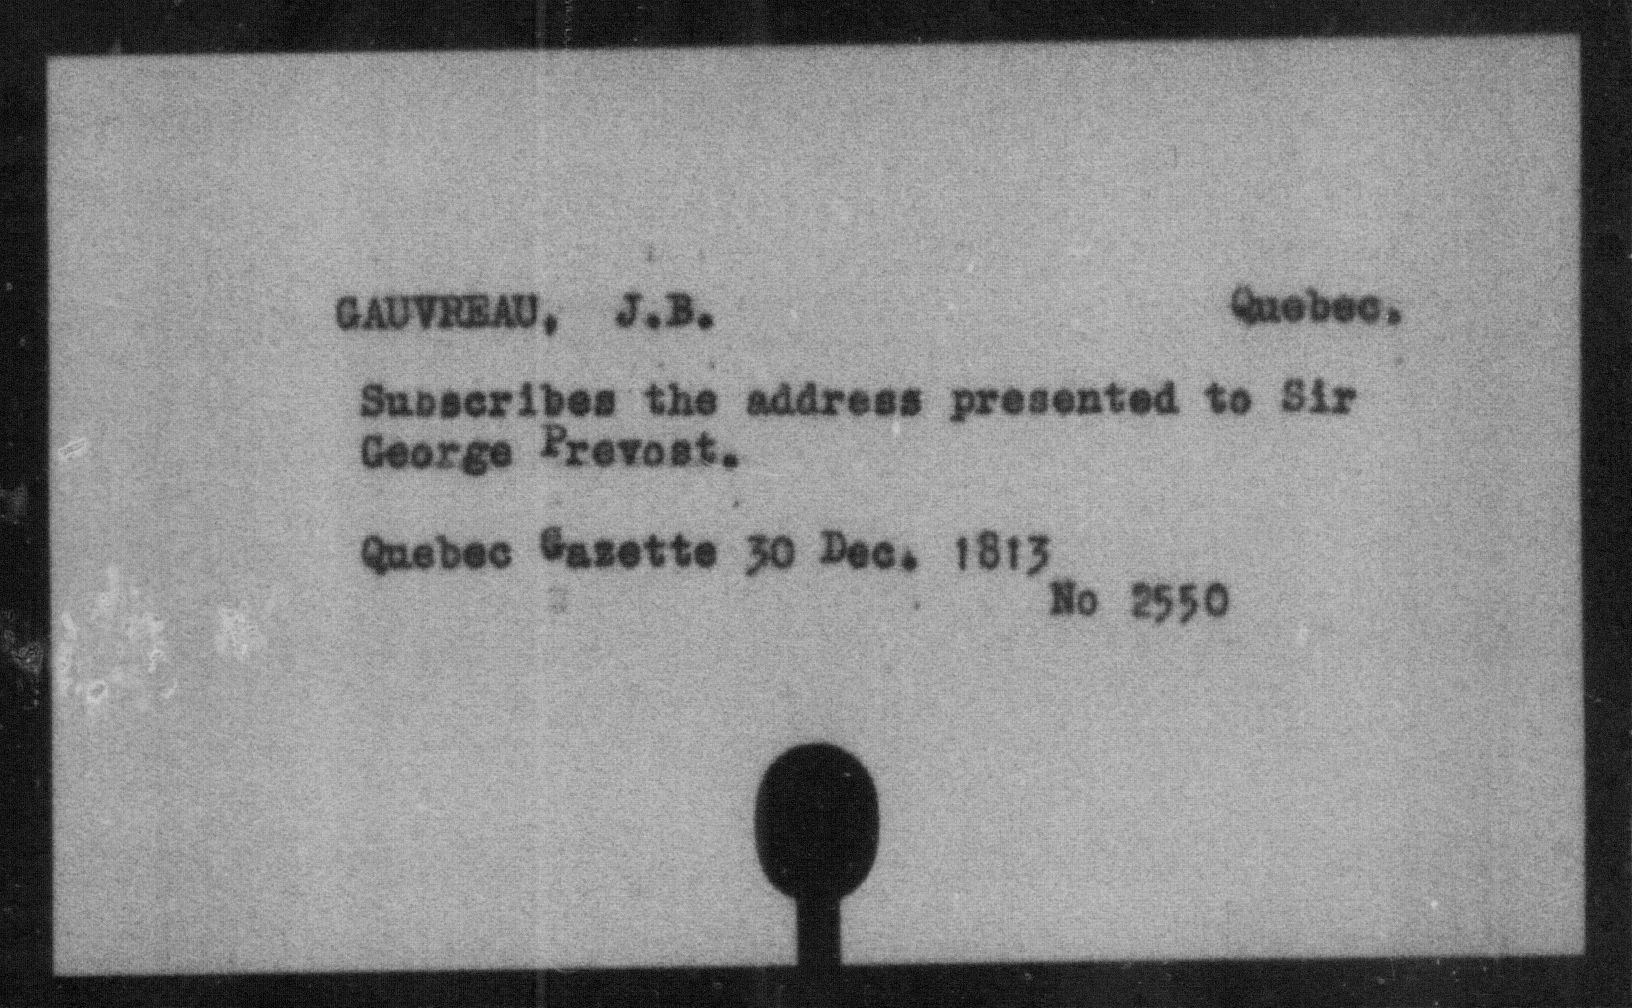 GAUVREAU, J.B. Quebec.
Subscribes the address presented to Sir
George Prevost.
Quebec Gazette 30 Dec. 1813
No 2550